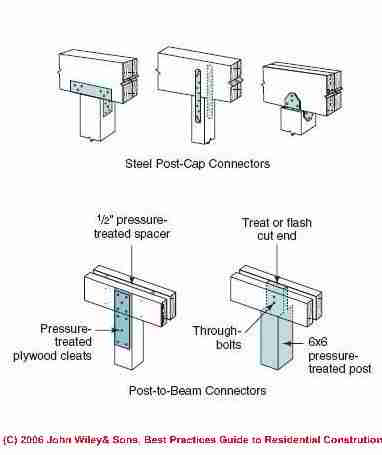 Steel Post-Cap Connectors
1/2" pressure-
treated spacer
Treat or flash
cut end
Pressure-
treated
plywood cleats
Through-
bolts
6x6
pressure-
treated post
Post-to-Beam Connectors
(C) 2006 John Wiley& Sons, Best Practices Guide to Residential Constrution